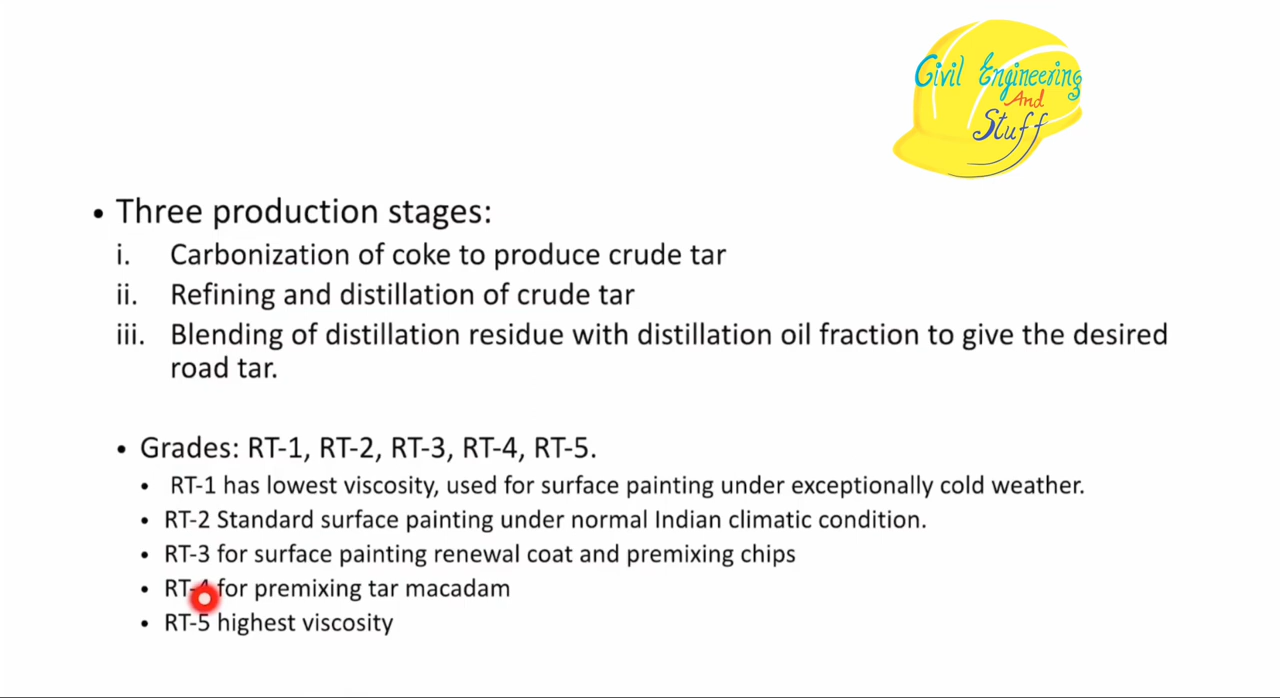 Civil Engineering
And
Stuff
• Three production stages:
i. Carbonization of coke to produce crude tar
ii. Refining and distillation of crude tar
iii. Blending of distillation residue with distillation oil fraction to give the desired
road tar.
• Grades: RT-1, RT-2, RT-3, RT-4, RT-5.
• RT-1 has lowest viscosity, used for surface painting under exceptionally cold weather.
• RT-2 Standard surface painting under normal Indian climatic condition.
• RT-3 for surface painting renewal coat and premixing chips
• RT-4 for premixing tar macadam
• RT-5 highest viscosity